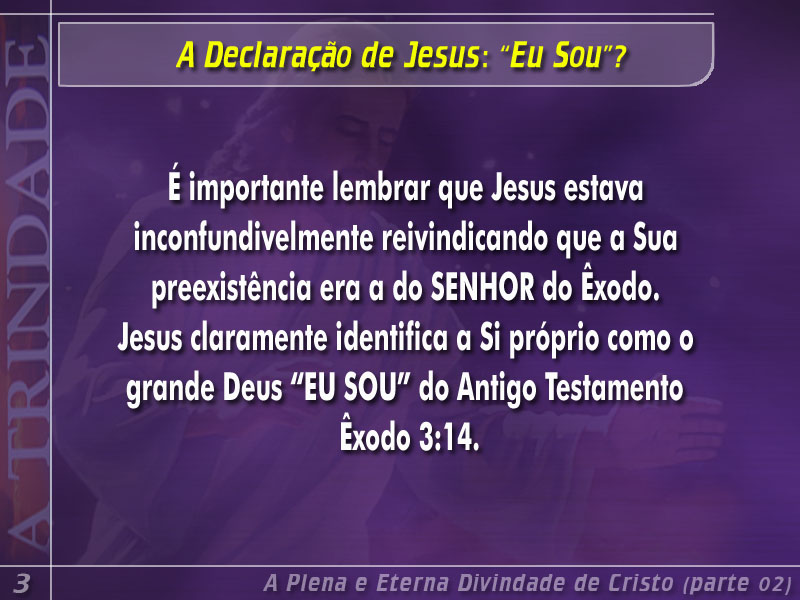 A Declaração de Jesus: “Eu Sou”?
É importante lembrar que Jesus estava
inconfundivelmente reivindicando que a Sua
preexistência era a do SENHOR do Êxodo.
Jesus claramente identifica a Si próprio como o
grande Deus “EU SOU” do Antigo Testamento
Êxodo 3:14.
A TRINDADE
3
A Plena e Eterna Divindade de Cristo (parte 02)